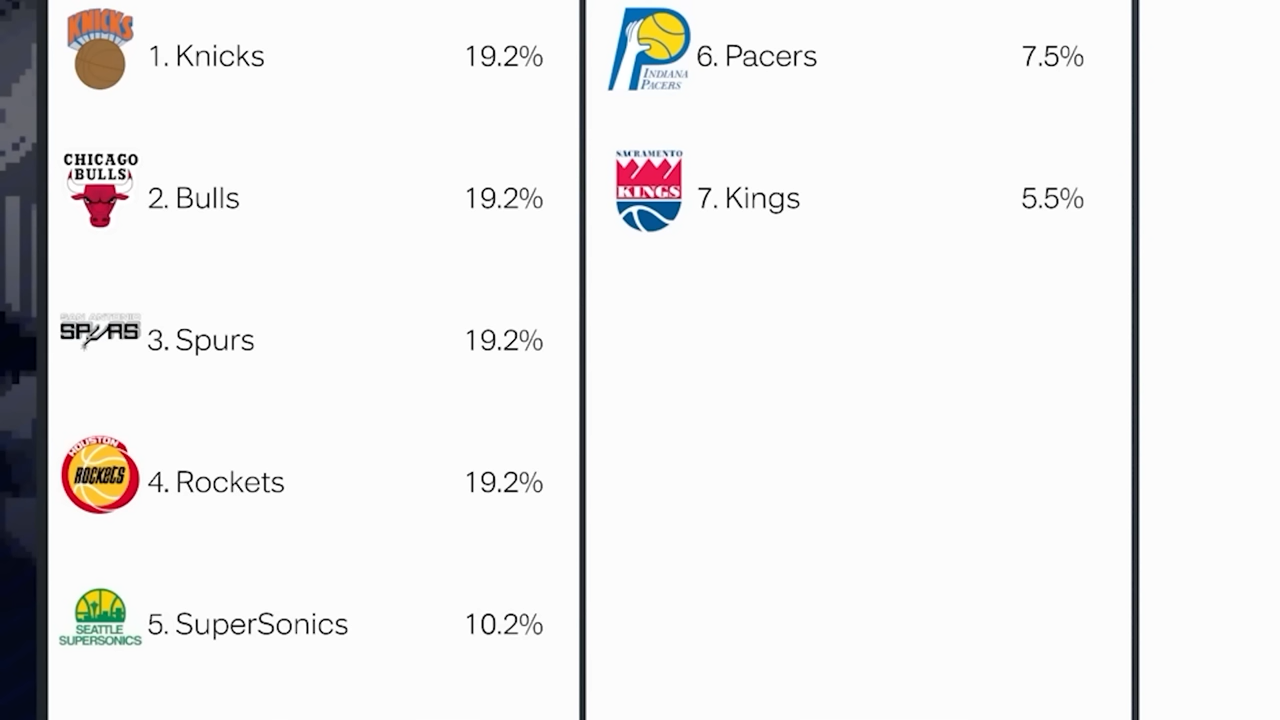 KNICKS
1. Knicks
19.2%
CHICAGO
BULLS
2. Bulls
19.2%
SAN ANTONIO
SPURS
3. Spurs
19.2%
HOUSTON
ROCKETS
4. Rockets
19.2%
SEATTLE
SUPERSONICS
5. SuperSonics
10.2%
INDIANA
PACERS
6. Pacers
7.5%
SACRAMENTO
KINGS
7. Kings
5.5%